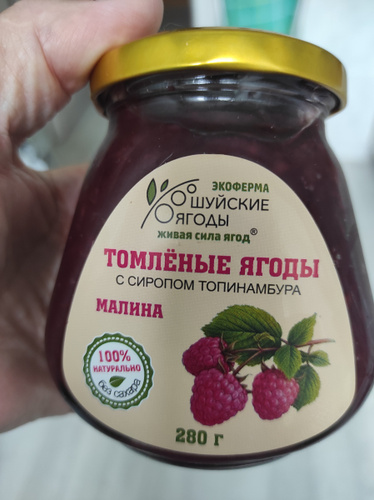 ЭКОФЕРМА
ШУЙСКИЕ
ЯГОДЫ
живая сила ягод®
ТОМЛЁНЫЕ ЯГОДЫ
С СИРОПОМ ТОПИНАМБУРА
МАЛИНА
100%
НАТУРАЛЬНО
без сахара
280 г